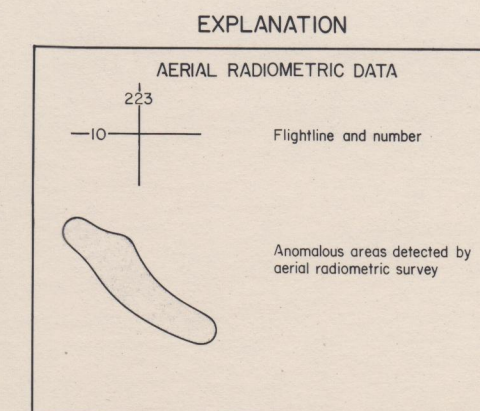 EXPLANATION
AERIAL RADIOMETRIC DATA
223
10
Flightline and number
Anomalous areas detected by
aerial radiometric survey